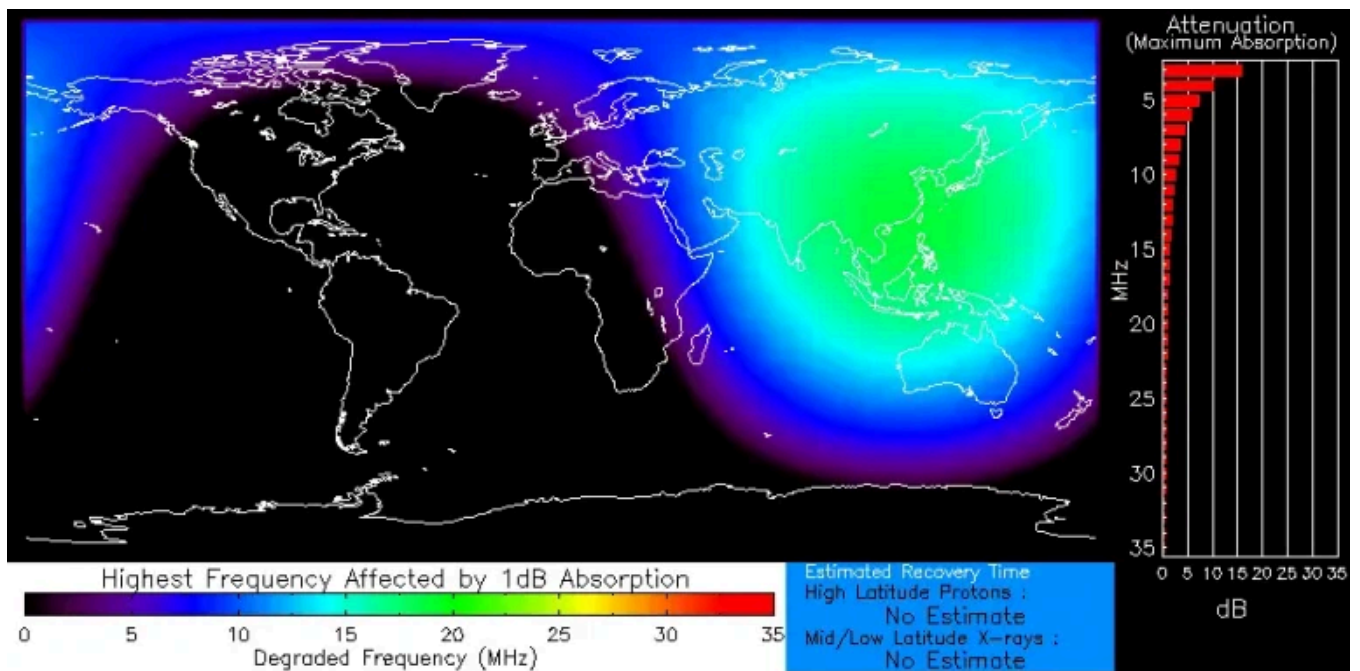 Attenuation
(Maximum Absorption)
5
10
15
20
25
30
35
MHz
0 5 10 15 20 25 30 35
dB
Highest Frequency Affected by 1dB Absorption
0 5 10 15 20 25 30 35
Degraded Frequency (MHz)
Estimated Recovery Time
High Latitude Protons :
No Estimate
Mid/Low Latitude X-rays :
No Estimate